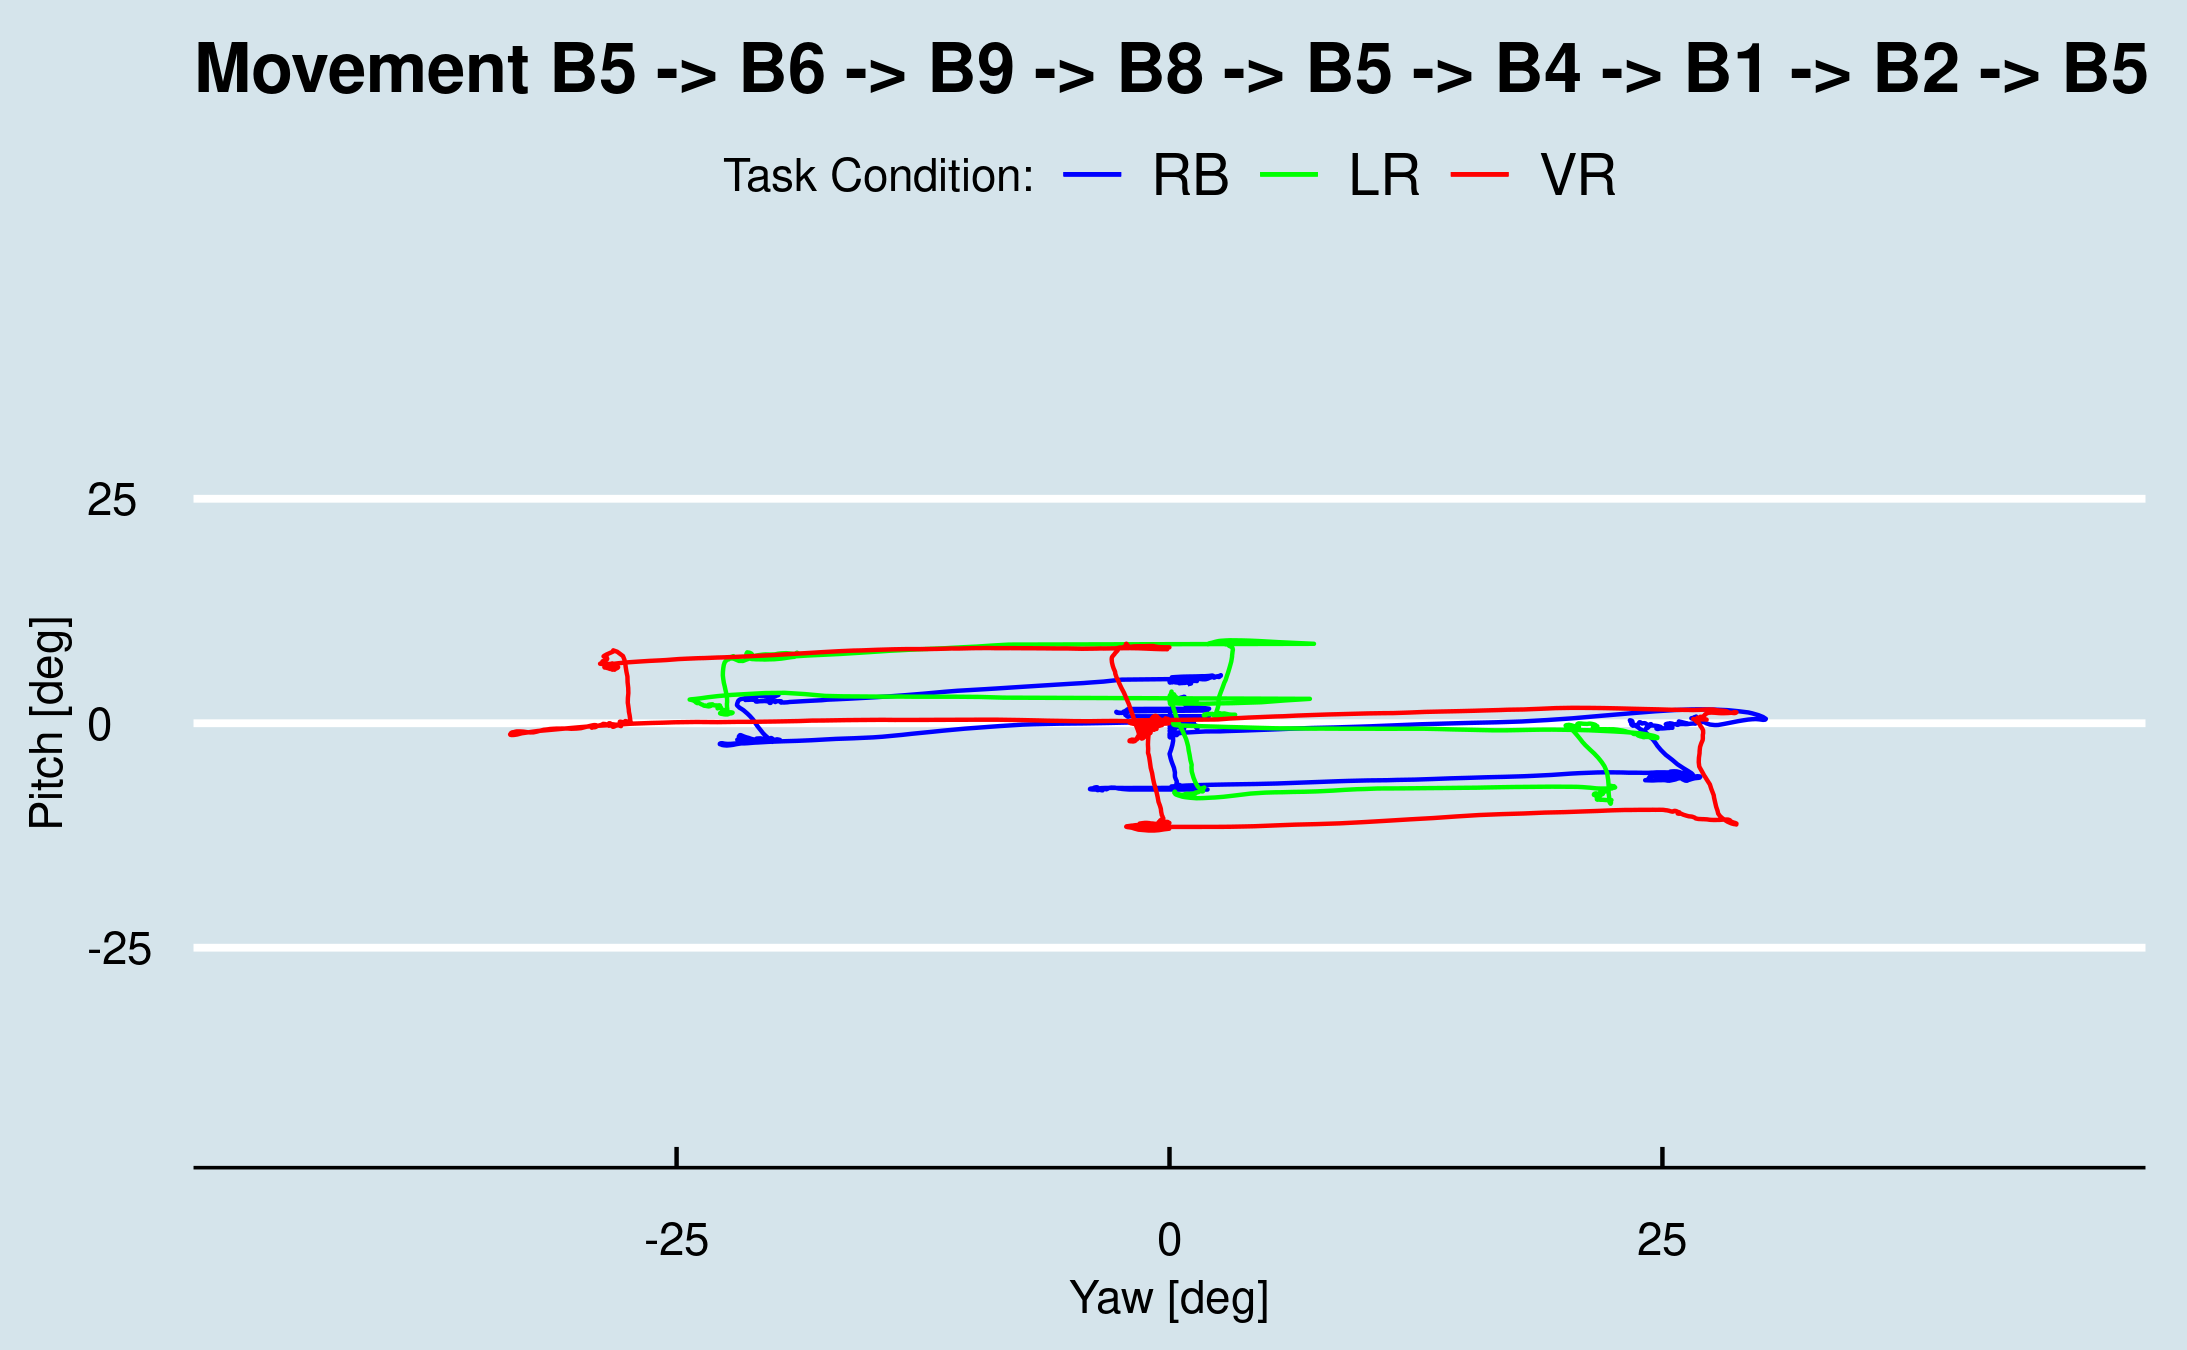 Movement B5 -> B6 -> B9 -> B8 -> B5 -> B4 -> B1 -> B2 -> B5
Task Condition: RB LR VR
25
0
-25
Pitch [deg]
-25 0 25
Yaw [deg]